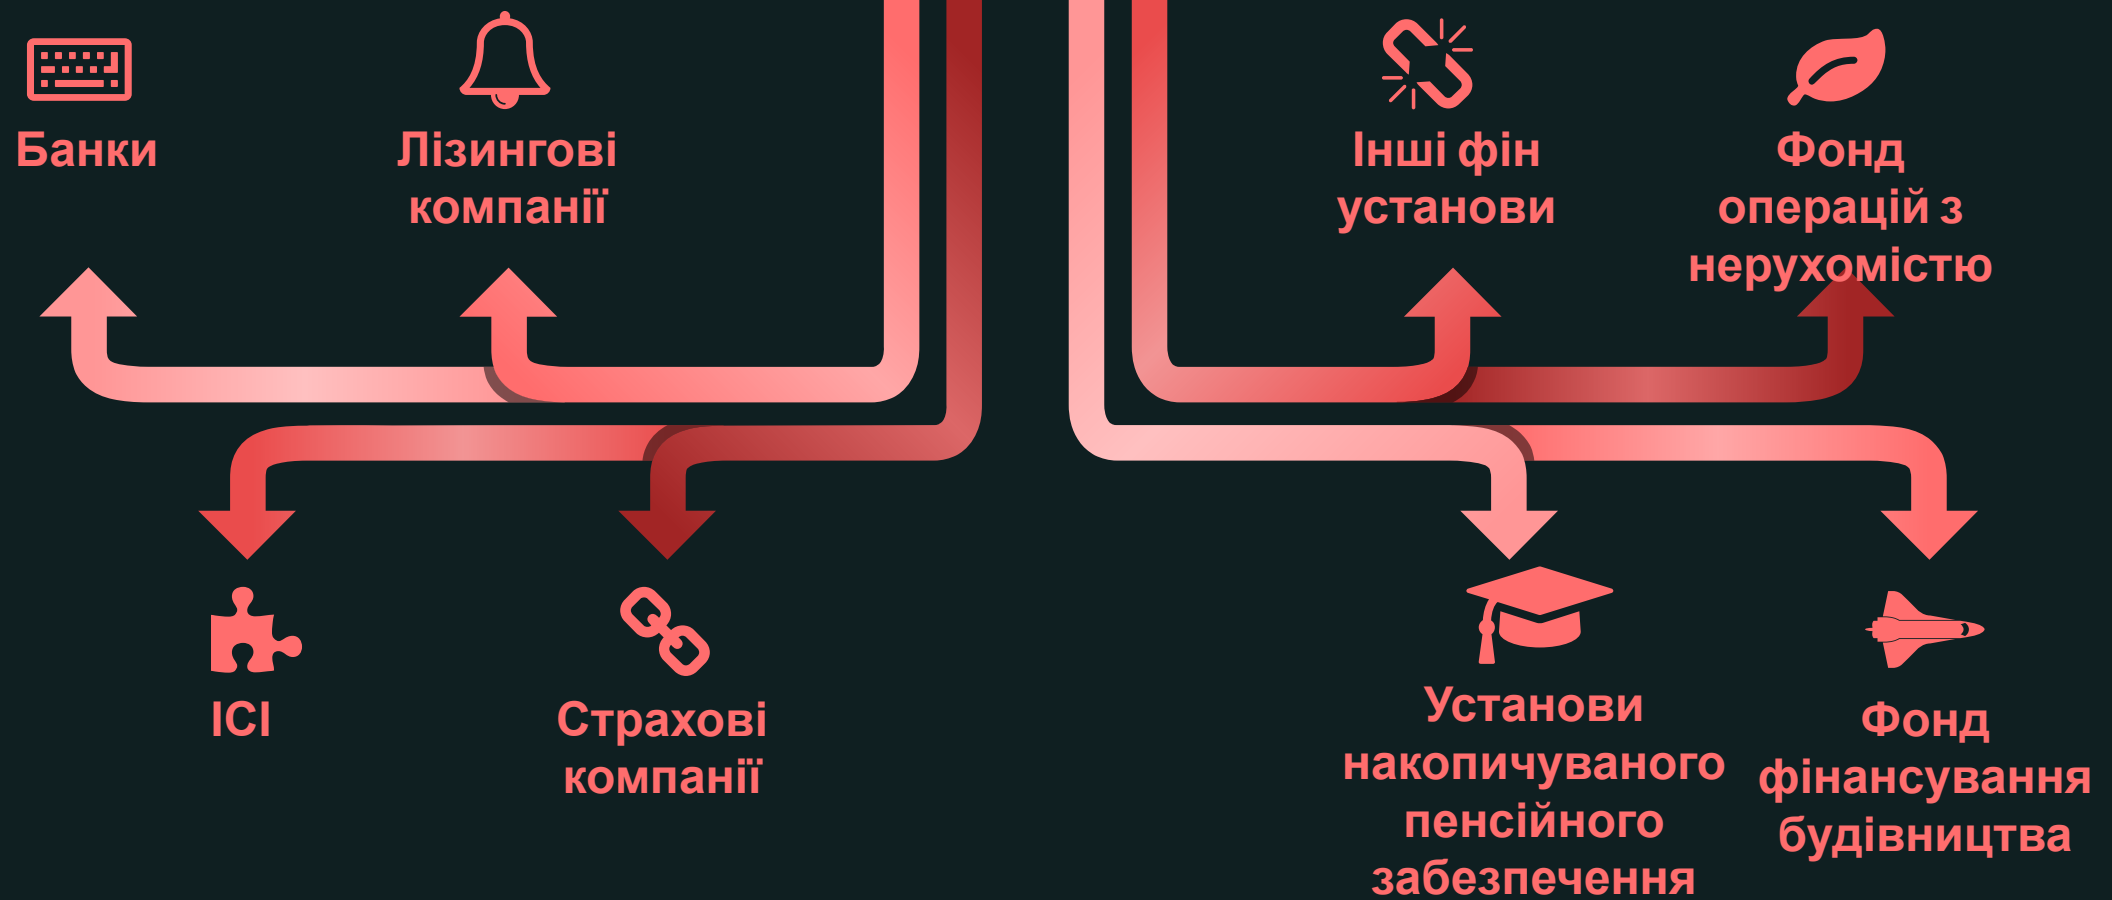 Банки
Лізингові
компанії
Інші фін
установи
Фонд
операцій з
нерухомістю
ІСІ
Страхові
компанії
Установи
накопичуваного
пенсійного
забезпечення
Фонд
фінансування
будівництва